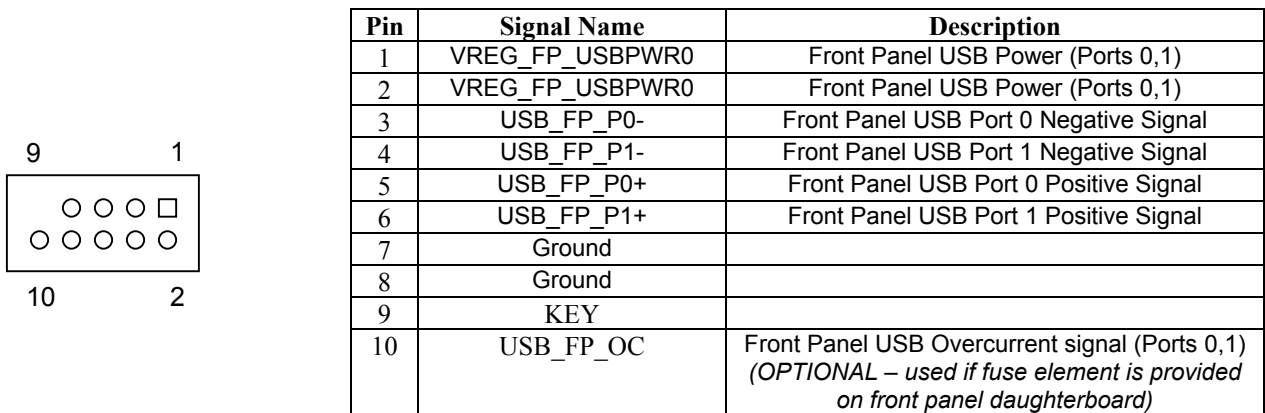 9 1
10 2
Pin Signal Name Description
1 VREG_FP_USBPWR0 Front Panel USB Power (Ports 0,1)
2 VREG_FP_USBPWR0 Front Panel USB Power (Ports 0,1)
3 USB_FP_P0- Front Panel USB Port 0 Negative Signal
4 USB_FP_P1- Front Panel USB Port 1 Negative Signal
5 USB_FP_P0+ Front Panel USB Port 0 Positive Signal
6 USB_FP_P1+ Front Panel USB Port 1 Positive Signal
7 Ground
8 Ground
9 KEY
10 USB_FP_OC Front Panel USB Overcurrent signal (Ports 0,1)
(OPTIONAL – used if fuse element is provided
on front panel daughterboard)